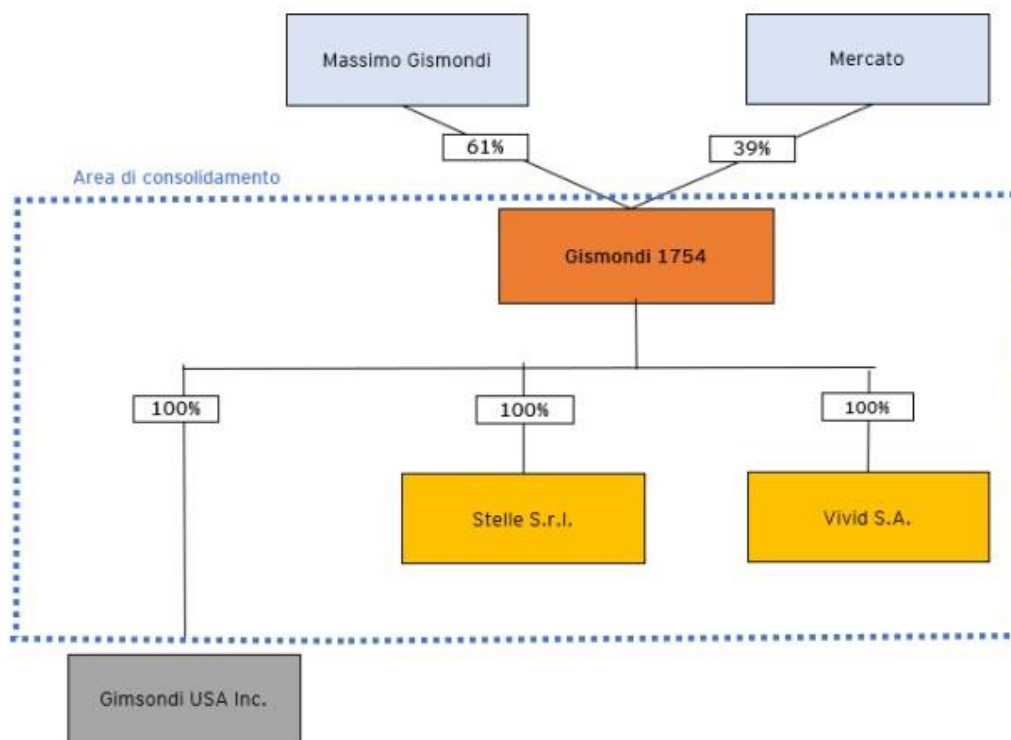 Massimo Gismondi
Mercato
61%
39%
Area di consolidamento
Gismondi 1754
100%
100%
100%
Stelle S.r.l.
Vivid S.A.
Gimsondi USA Inc.